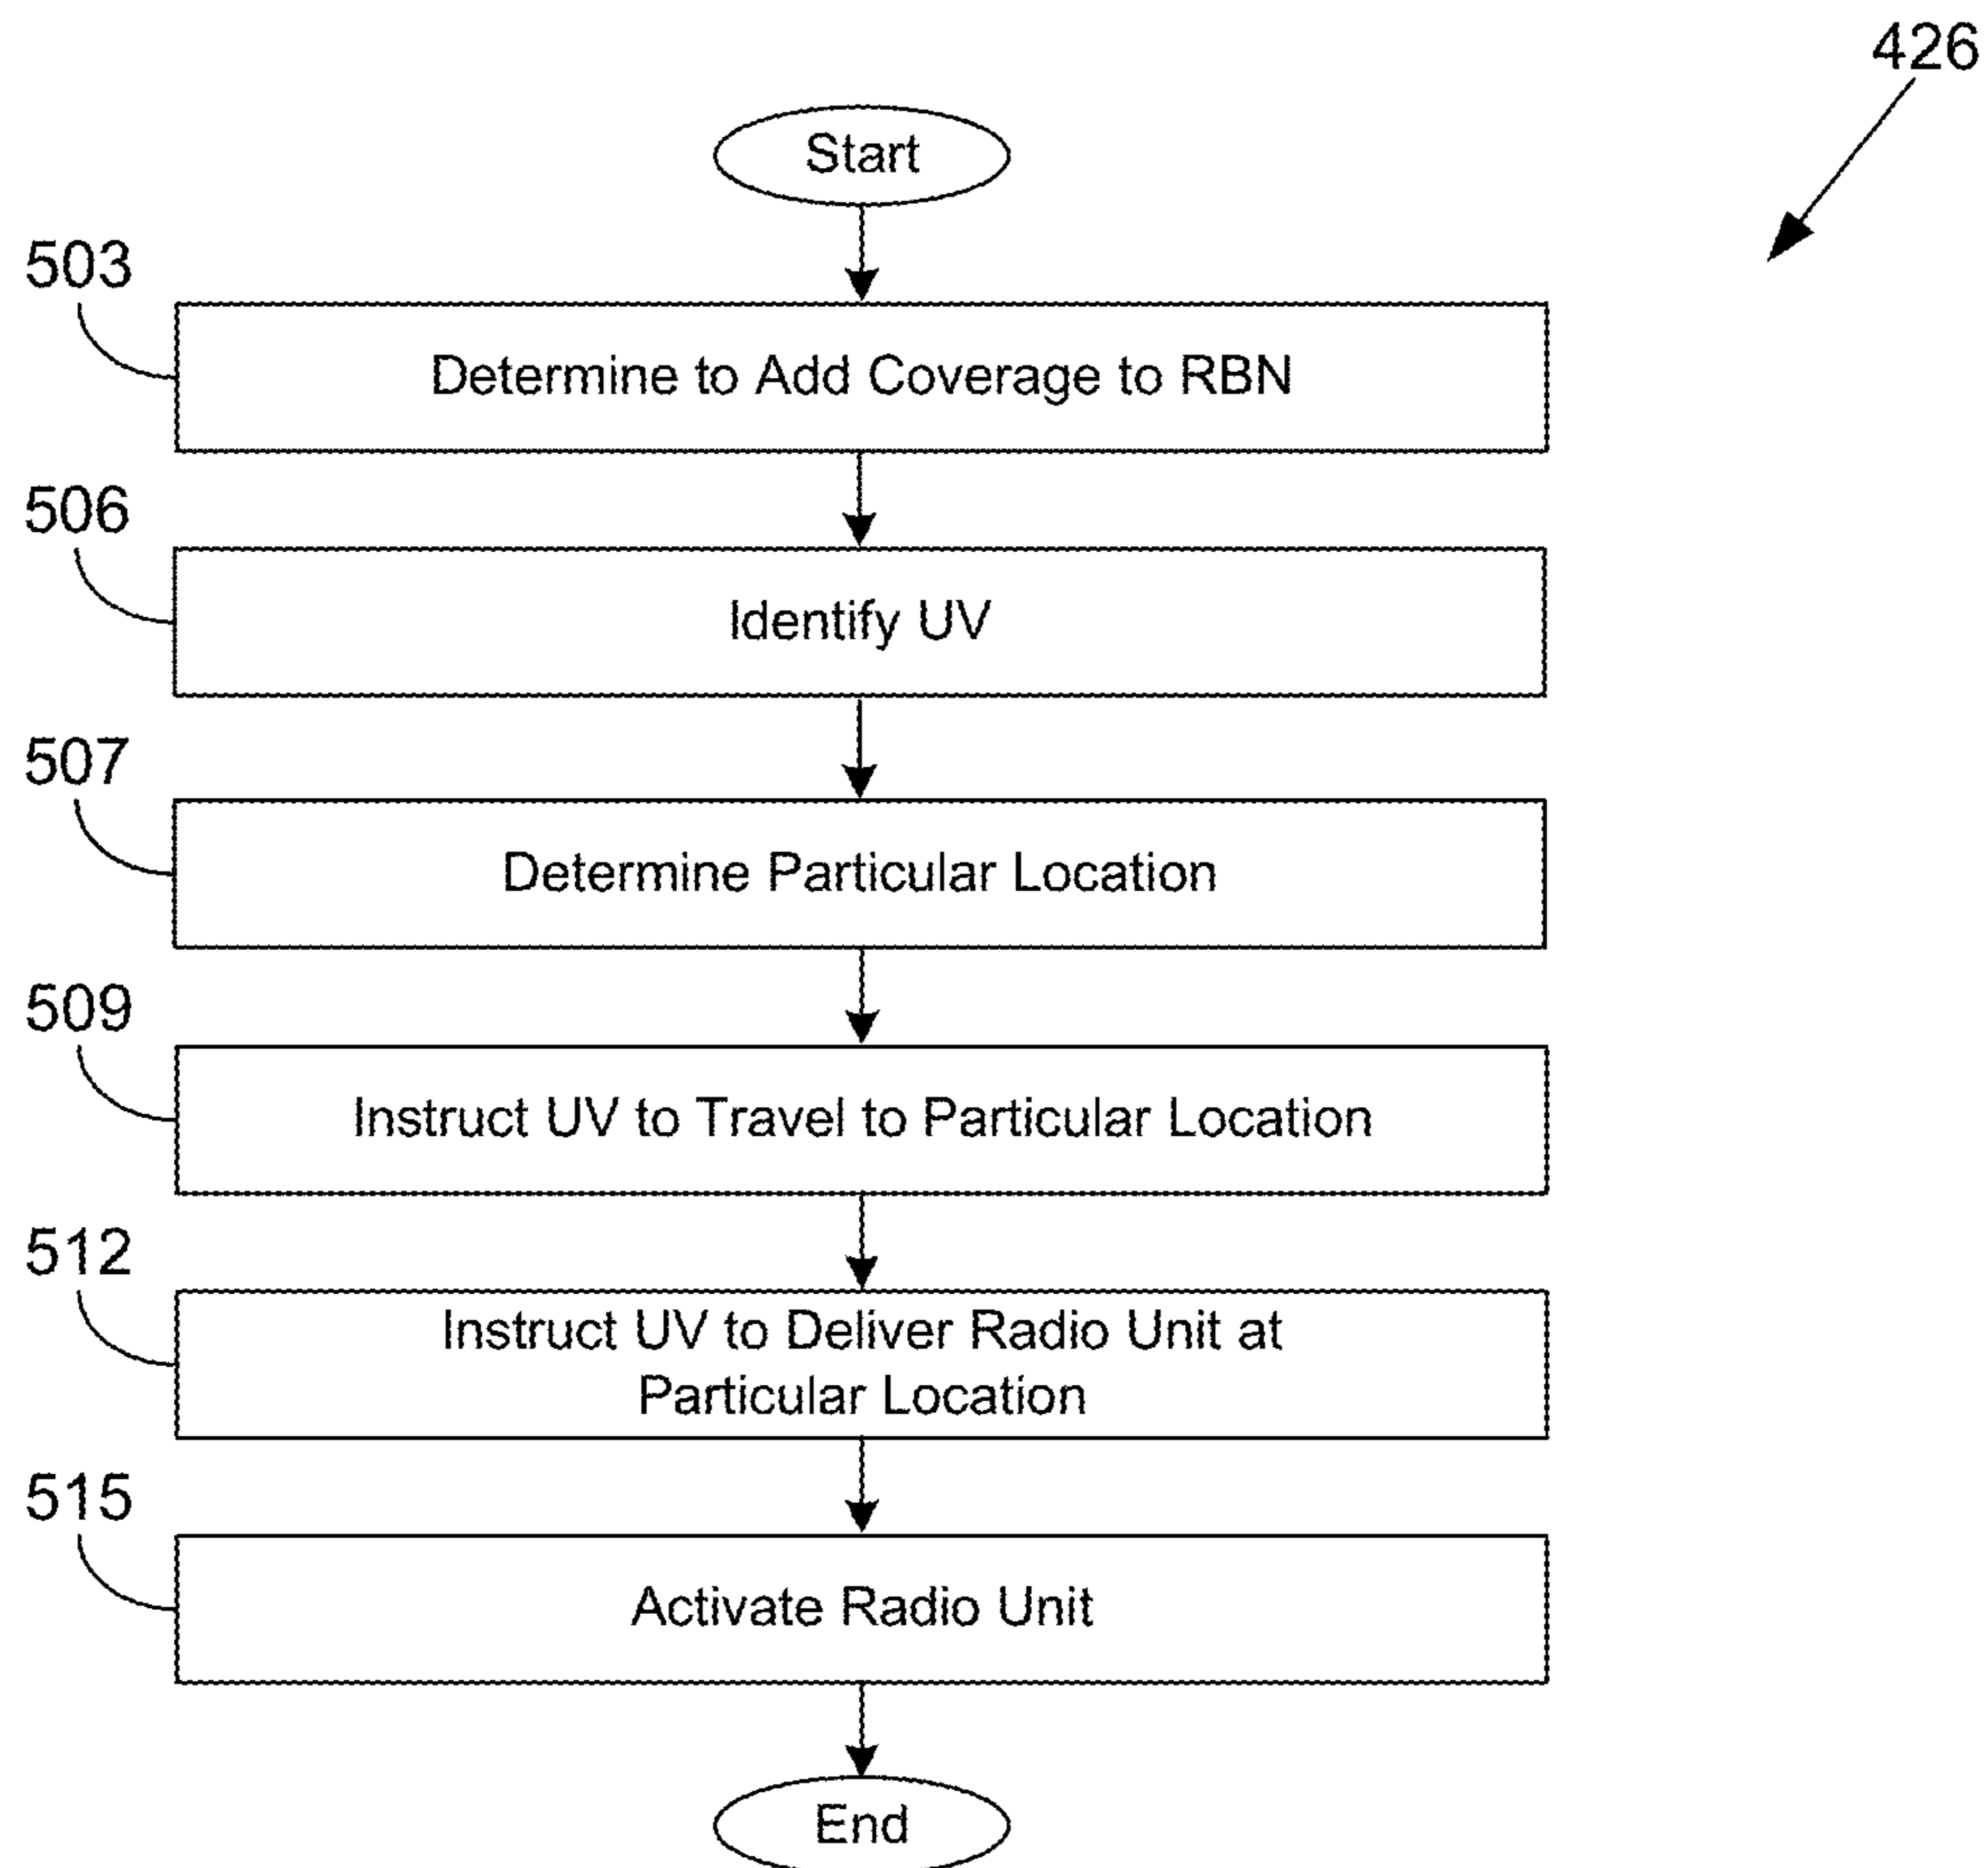 426
Start
503
Determine to Add Coverage to RBN
506
Identify UV
507
Determine Particular Location
509
Instruct UV to Travel to Particular Location
512
Instruct UV to Deliver Radio Unit at
Particular Location
515
Activate Radio Unit
End